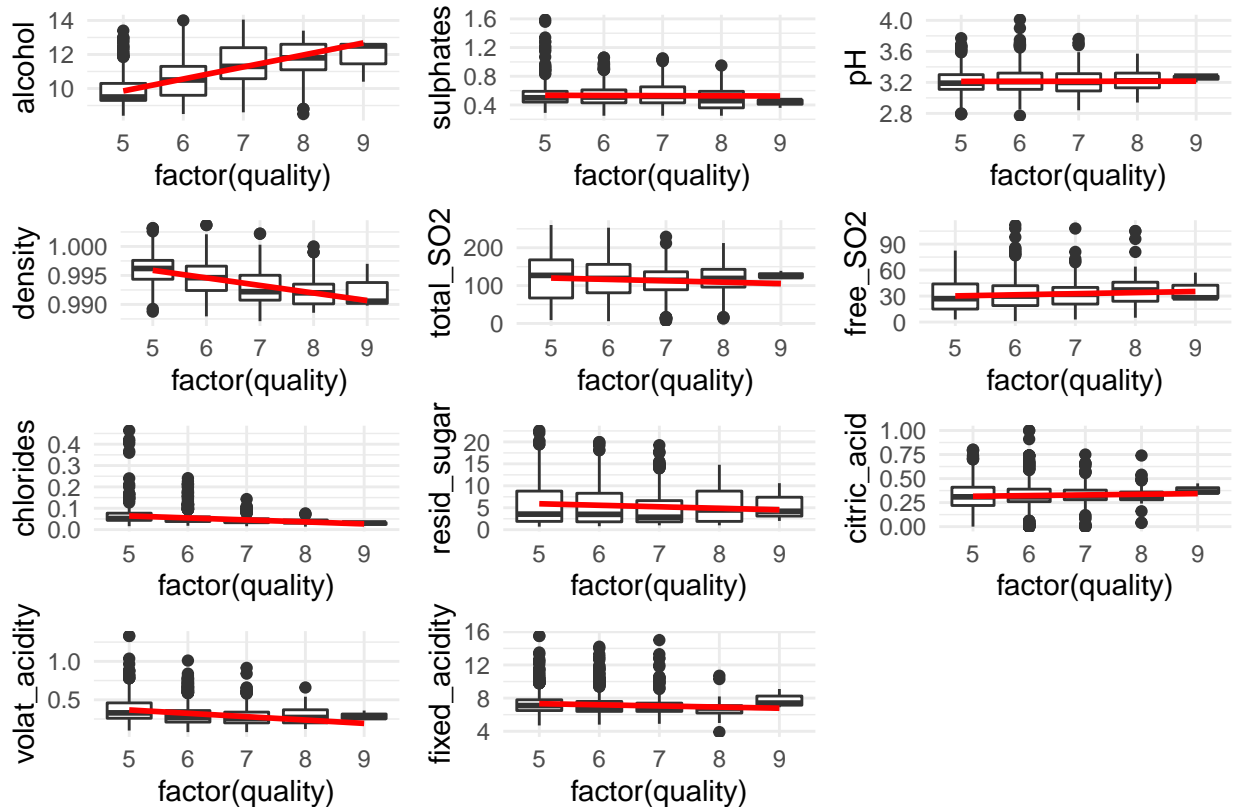 alcohol
14
12
10
5 6 7 8 9
factor(quality)
sulphates
1.6
1.2
0.8
0.4
5 6 7 8 9
factor(quality)
pH
4.0
3.6
3.2
2.8
5 6 7 8 9
factor(quality)
density
1.000
0.995
0.990
5 6 7 8 9
factor(quality)
total_SO2
200
100
0
5 6 7 8 9
factor(quality)
free_SO2
90
60
30
0
5 6 7 8 9
factor(quality)
chlorides
0.4
0.3
0.2
0.1
0.0
5 6 7 8 9
factor(quality)
resid_sugar
20
15
10
5
0
5 6 7 8 9
factor(quality)
citric_acid
1.00
0.75
0.50
0.25
0.00
5 6 7 8 9
factor(quality)
volat_acidity
1.0
0.5
5 6 7 8 9
factor(quality)
fixed_acidity
16
12
8
4
5 6 7 8 9
factor(quality)